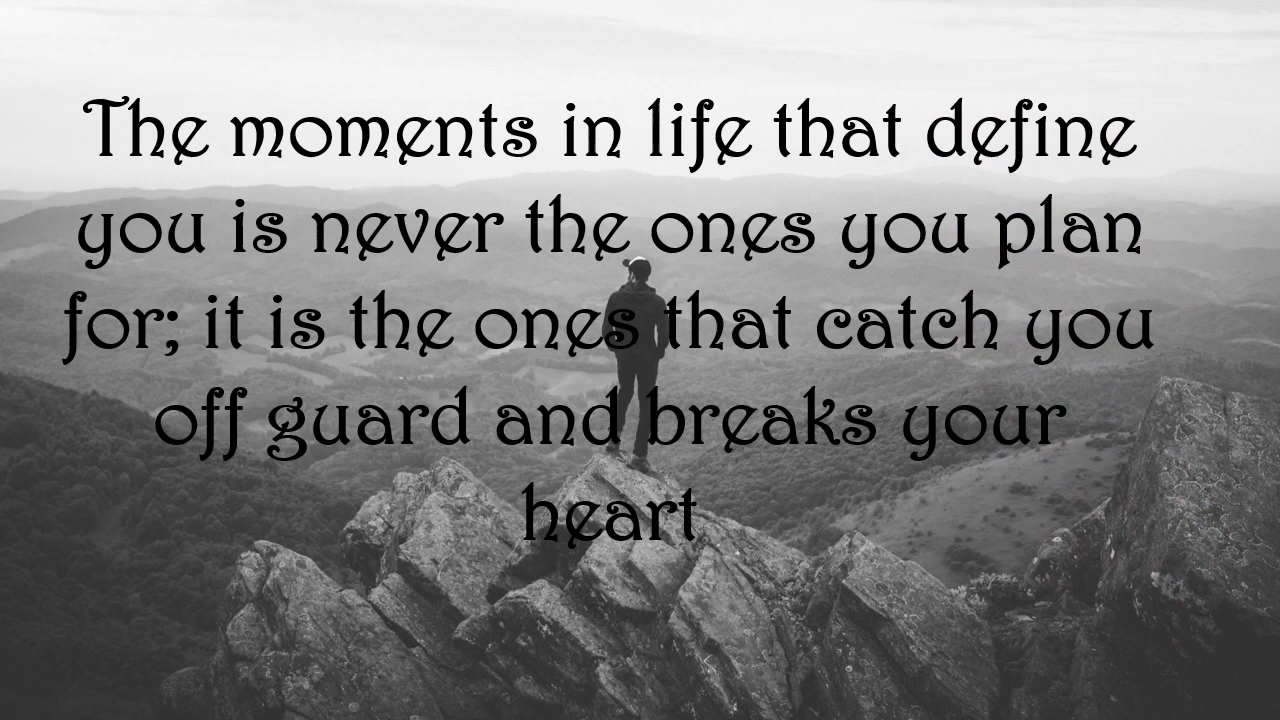 The moments in life that define
you is never the ones you plan
for; it is the ones that catch you
off guard and breaks your
heart